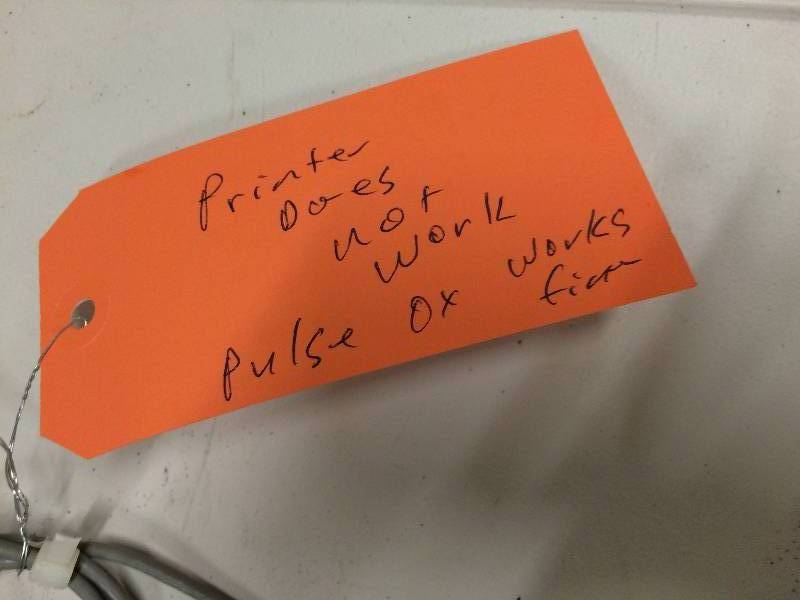 Printer
Does
not
Work
Pulse Ox works
fine